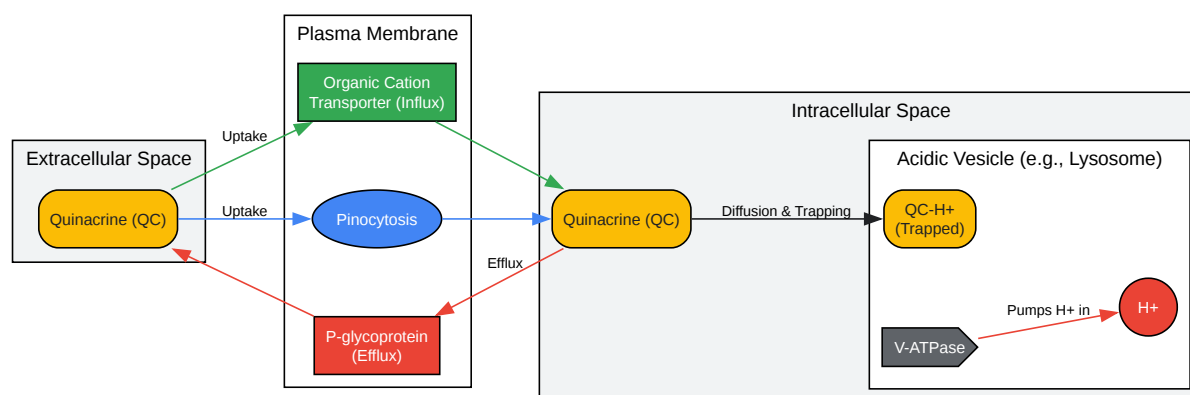 Plasma Membrane
Organic Cation
Transporter (Influx)
Intracellular Space
Uptake
Extracellular Space
Acidic Vesicle (e.g., Lysosome)
Quinacrine (QC)
Uptake
Pinocytosis
Quinacrine (QC)
Diffusion & Trapping
QC-H+
(Trapped)
Efflux
P-glycoprotein
(Efflux)
Pumps H+ in
H+
V-ATPase